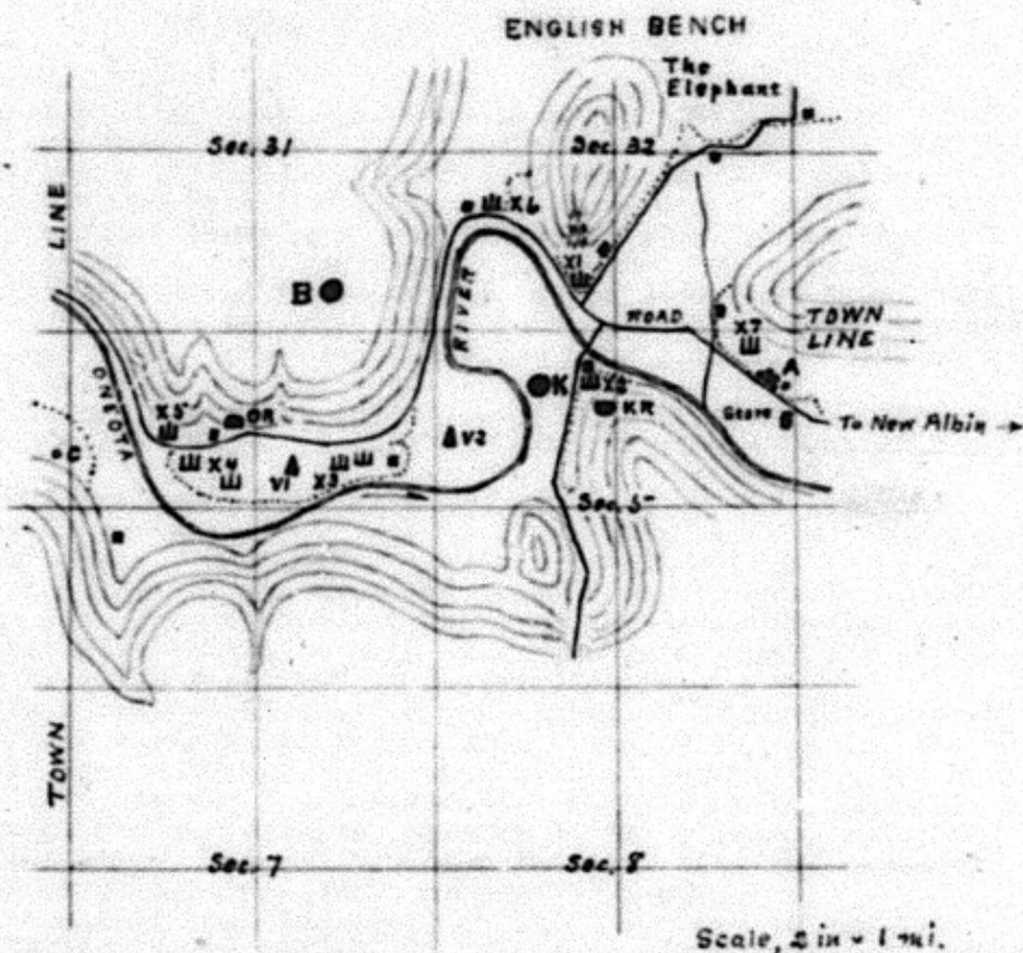 ENGLISH BENCH
The
Elephant
Sec. 31
Sec. 32
LINE
X6
X1
B
RIVER
ROAD
TOWN
LINE
X7
A
ONEOTA
K
X2
KR
Store
To New Albin
X5
OR
C
X4
V1
X3
V2
Sec. 5
TOWN
Sec. 7
Sec. 8
Scale, 2 in = 1 mi.